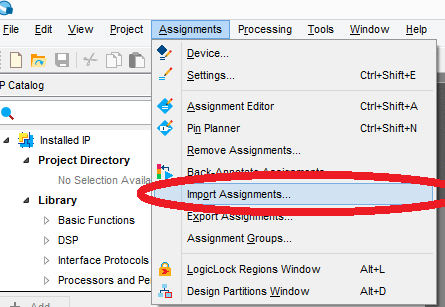 File Edit View Project Assignments Processing Tools Window Help
Device...
Settings... Ctrl+Shift+E
P Catalog
Assignment Editor Ctrl+Shift+A
Pin Planner Ctrl+Shift+N
Installed IP
Remove Assignments...
Project Directory
Back-Annotate Assignments...
No Selection Availa
Import Assignments...
Library
Export Assignments...
Basic Functions
DSP
Assignment Groups...
Interface Protocols
LogicLock Regions Window Alt+L
Processors and Pe
Design Partitions Window Alt+D
+ Add...